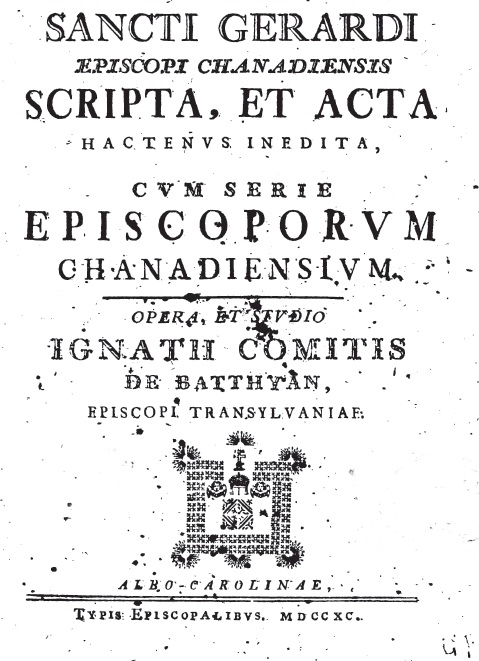 SANCTI GERARDI
EPISCOPI CHANADIENSIS
SCRIPTA, ET ACTA
HACTENVS INEDITA,
CVM SERIE
EPISCOPORVM
CHANADIENSIVM.
OPERA, ET STVDIO
IGNATII COMITIS
DE BATTHYAN,
EPISCOPI TRANSYLVANIAE.
ALBO-CAROLINAE,
TYPIS EPISCOPALIBVS. MDCCXC.